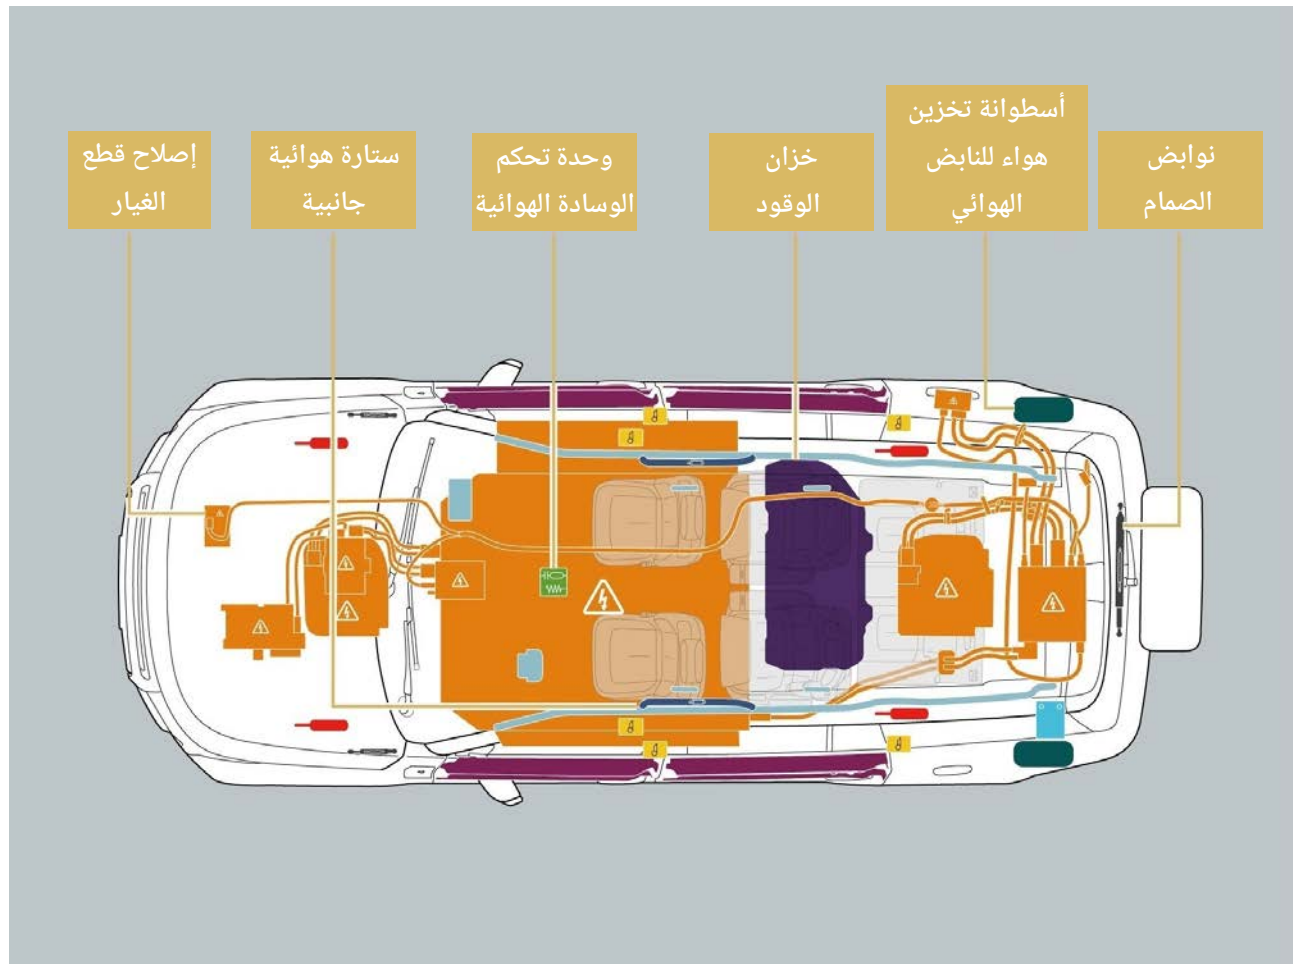 نوابض
الصمام
أسطوانة تخزين
هواء للنابض
الهوائي
خزان
الوقود
وحدة تحكم
الوسادة الهوائية
ستارة هوائية
جانبية
إصلاح قطع
الغيار